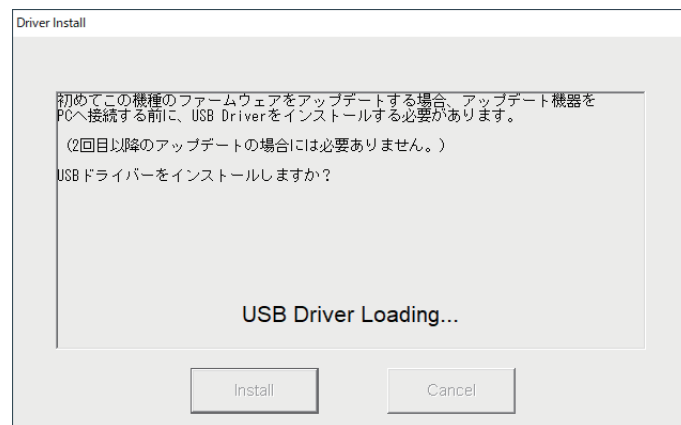 Driver Install
初めてこの機種のファームウェアをアップデートする場合、アップデート機器を
PCへ接続する前に、USB Driverをインストールする必要があります。
（2回目以降のアップデートの場合には必要ありません。）
USBドライバーをインストールしますか？
USB Driver Loading...
Install
Cancel